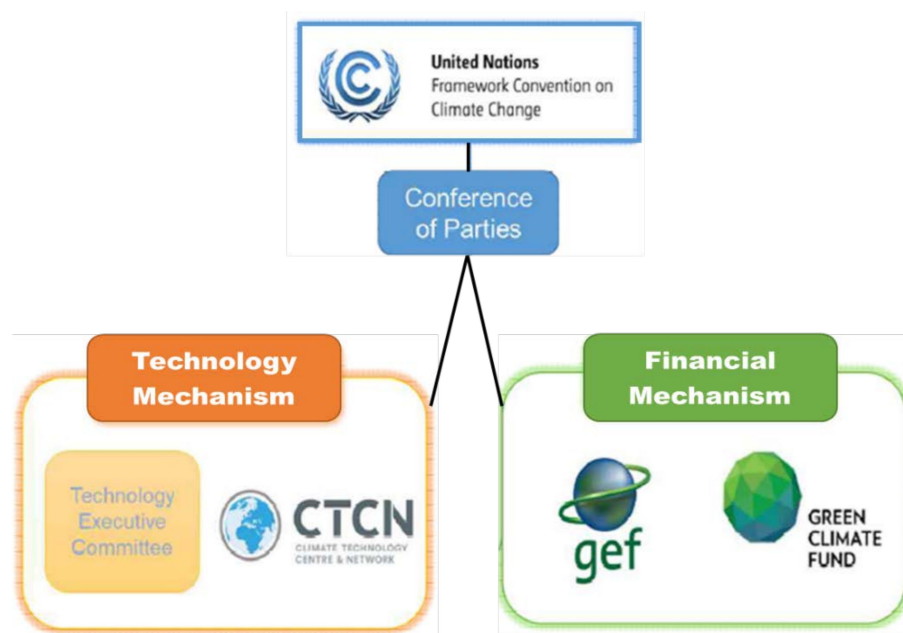 United Nations
Framework Convention on
Climate Change
Conference
of Parties
Technology
Mechanism
Technology
Executive
Committee
CTCN
CLIMATE TECHNOLOGY
CENTRE & NETWORK
Financial
Mechanism
gef
GREEN
CLIMATE
FUND